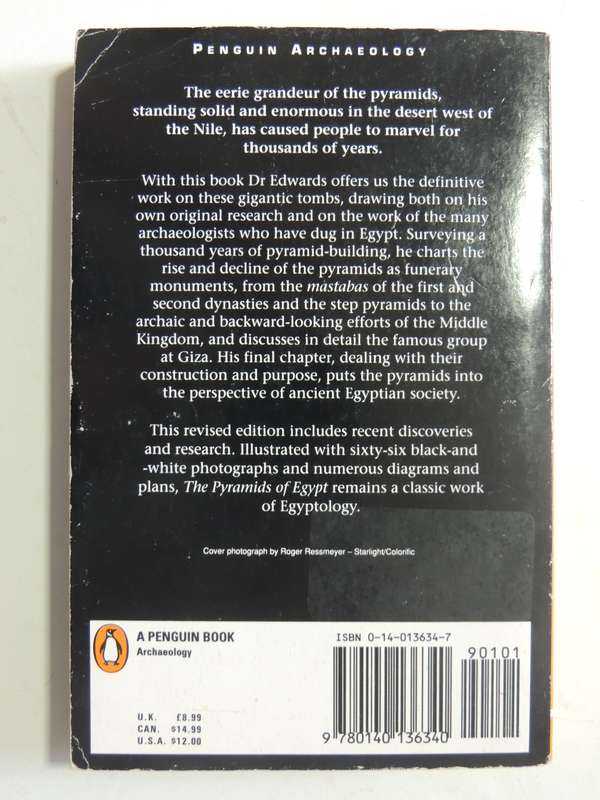 PENGUIN ARCHAEOLOGY
The eerie grandeur of the pyramids,
standing solid and enormous in the desert west of
the Nile, has caused people to marvel for
thousands of years.
With this book Dr Edwards offers us the definitive
work on these gigantic tombs, drawing both on his
own original research and on the work of the many
archaeologists who have dug in Egypt. Surveying a
thousand years of pyramid-building, he charts the
rise and decline of the pyramids as funerary
monuments, from the mastabas of the first and
second dynasties and the step pyramids to the
archaic and backward-looking efforts of the Middle
Kingdom, and discusses in detail the famous group
at Giza. His final chapter, dealing with their
construction and purpose, puts the pyramids into
the perspective of ancient Egyptian society.
This revised edition includes recent discoveries
and research. Illustrated with sixty-six black-and
-white photographs and numerous diagrams and
plans, The Pyramids of Egypt remains a classic work
of Egyptology.
Cover photograph by Roger Ressmeyer – Starlight/Colorific
A PENGUIN BOOK
Archaeology
U.K. £8.99
CAN. $14.99
U.S.A. $12.00
ISBN 0-14-013634-7
90101
9 780140 136340